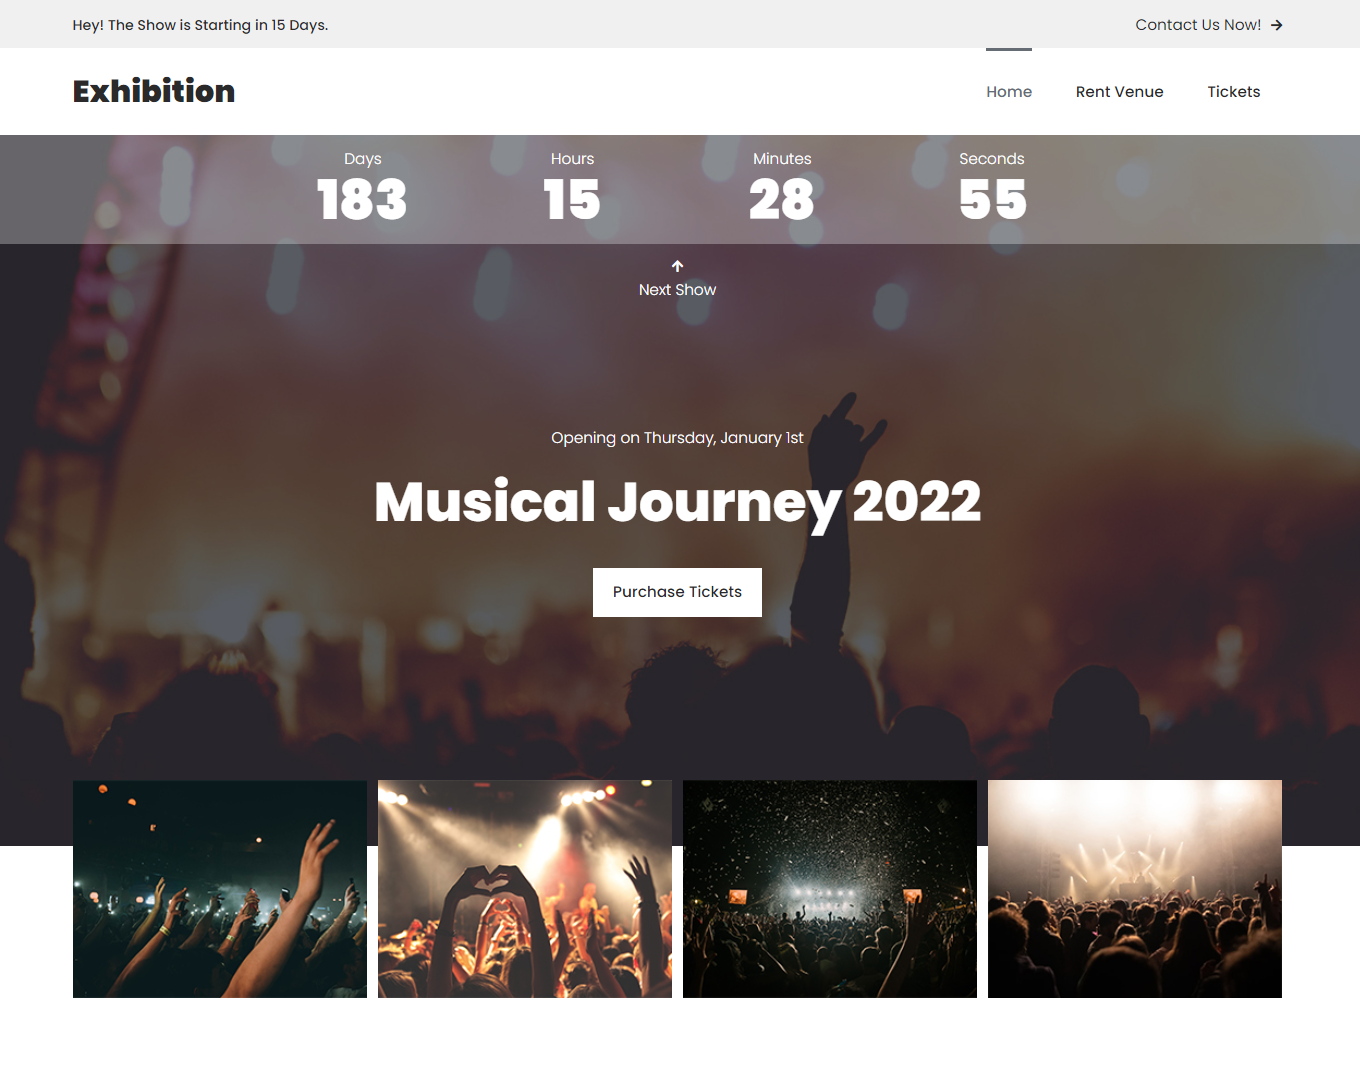 Hey! The Show is Starting in 15 Days.
Contact Us Now!
Exhibition
Home
Rent Venue
Tickets
Days
Hours
Minutes
Seconds
183
15
28
55
Next Show
Opening on Thursday, January 1st
Musical Journey 2022
Purchase Tickets